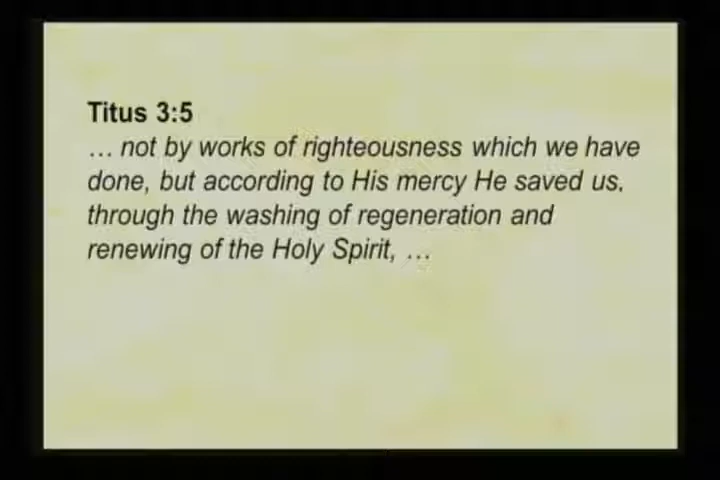 Titus 3:5
… not by works of righteousness which we have
done, but according to His mercy He saved us,
through the washing of regeneration and
renewing of the Holy Spirit, …